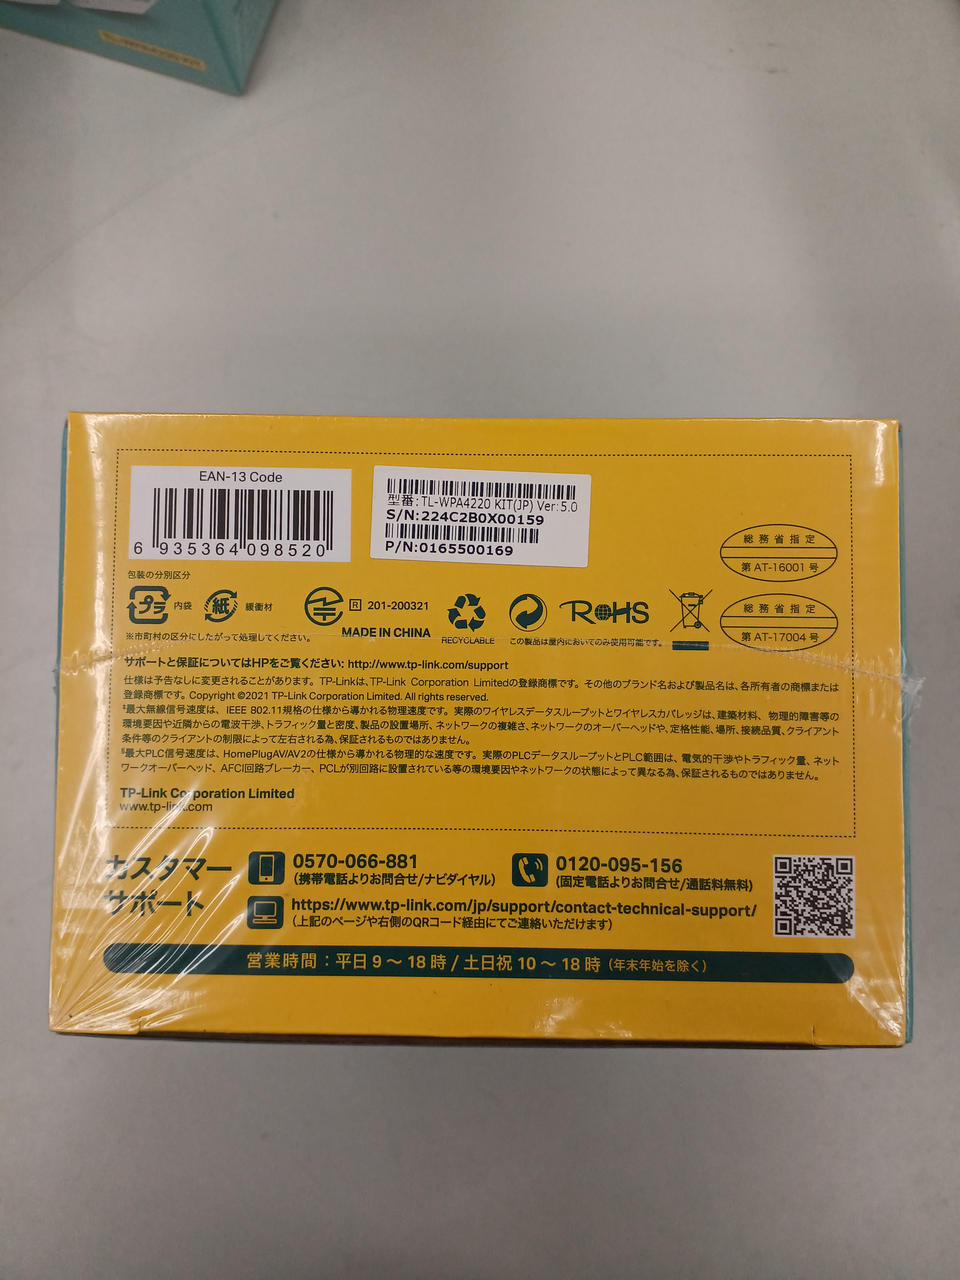 TL-WPA4220 KIT
EAN-13 Code
6 935364 098520
型番:TL-WPA4220 KIT(JP) Ver:5.0
S/N:224C2B0X00159
P/N:0165500169
総務省指定
第 AT-16001 号
包装の分別区分
プラ 内袋 紙 緩衝材
R 201-200321
MADE IN CHINA
RECYCLABLE
RoHS
総務省指定
第 AT-17004 号
※市町村の区分にしたがって処理してください。
この製品は屋内においてのみ使用可能です。
サポートと保証についてはHPをご覧ください: http://www.tp-link.com/support
仕様は予告なしに変更されることがあります。TP-Linkは、TP-Link Corporation Limitedの登録商標です。その他のブランド名および製品名は、各所有者の商標または
登録商標です。Copyright ©2021 TP-Link Corporation Limited. All rights reserved.
‡最大無線信号速度は、IEEE 802.11規格の仕様から導かれる物理速度です。実際のワイヤレスデータスループットとワイヤレスカバレッジは、建築材料、物理的障害等の
環境要因や近隣からの電波干渉、トラフィック量と密度、製品の設置場所、ネットワークの複雑さ、ネットワークのオーバーヘッドや、定格性能、場所、接続品質、クライアント
条件等のクライアントの制限によって左右される為、保証されるものではありません。
§最大PLC信号速度は、HomePlugAV/AV2の仕様から導かれる物理的な速度です。実際のPLCデータスループットとPLC範囲は、電気的干渉やトラフィック量、ネット
ワークオーバーヘッド、AFCI回路ブレーカー、PCLが別回路に設置されている等の環境要因やネットワークの状態によって異なる為、保証されるものではありません。
TP-Link Corporation Limited
www.tp-link.com
カスタマー
サポート
0570-066-881
(携帯電話よりお問合せ/ナビダイヤル)
0120-095-156
(固定電話よりお問合せ/通話料無料)
https://www.tp-link.com/jp/support/contact-technical-support/
(上記のページや右側のQRコード経由にてご連絡いただけます)
営業時間:平日 9 〜 18 時 / 土日祝 10 〜 18 時 (年末年始を除く)